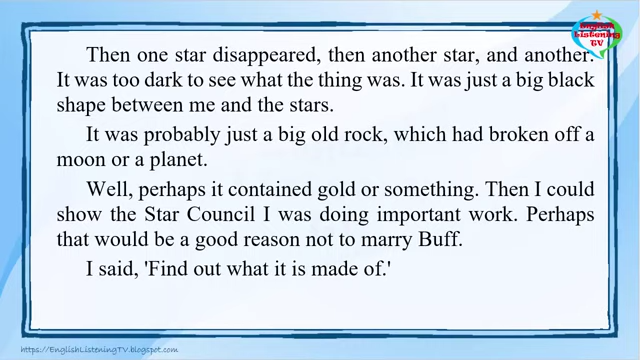 English
Listening
TV
Then one star disappeared, then another star, and another.
It was too dark to see what the thing was. It was just a big black
shape between me and the stars.
It was probably just a big old rock, which had broken off a
moon or a planet.
Well, perhaps it contained gold or something. Then I could
show the Star Council I was doing important work. Perhaps
that would be a good reason not to marry Buff.
I said, 'Find out what it is made of.'
https://EnglishListeningTV.blogspot.com